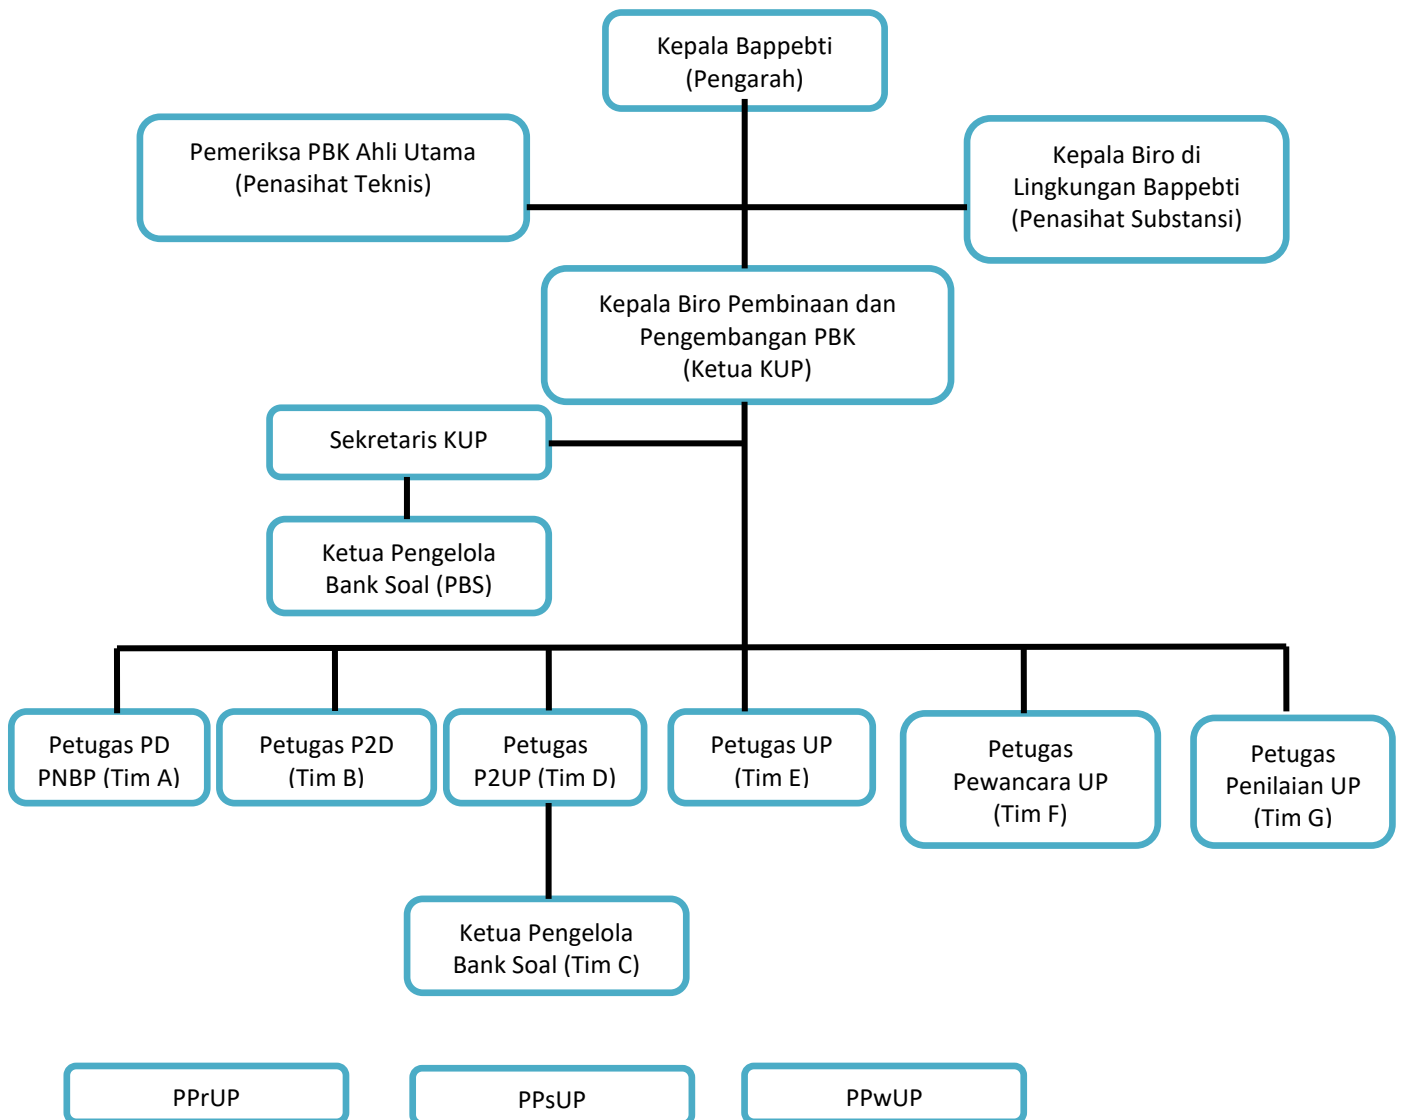 Kepala Bappebti
(Pengarah)
Pemeriksa PBK Ahli Utama
(Penasihat Teknis)
Kepala Biro di
Lingkungan Bappebti
(Penasihat Substansi)
Kepala Biro Pembinaan dan
Pengembangan PBK
(Ketua KUP)
Sekretaris KUP
Ketua Pengelola
Bank Soal (PBS)
Petugas PD
PNBP (Tim A)
Petugas P2D
(Tim B)
Petugas
P2UP (Tim D)
Petugas UP
(Tim E)
Petugas
Pewancara UP
(Tim F)
Petugas
Penilaian UP
(Tim G)
Ketua Pengelola
Bank Soal (Tim C)
PPrUP
PPsUP
PPwUP